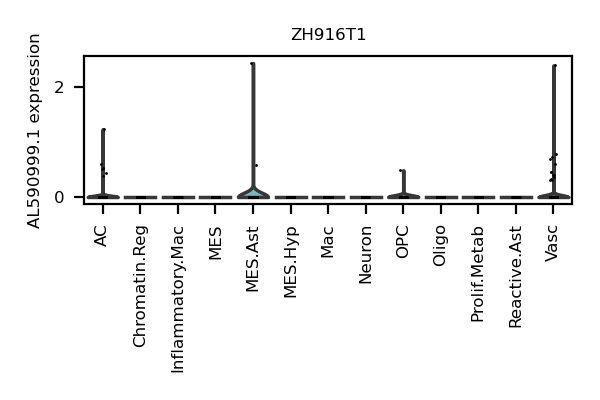 ZH916T1
AL590999.1 expression
2
0
AC
Chromatin.Reg
Inflammatory.Mac
MES
MES.Ast
MES.Hyp
Mac
Neuron
OPC
Oligo
Prolif.Metab
Reactive.Ast
Vasc